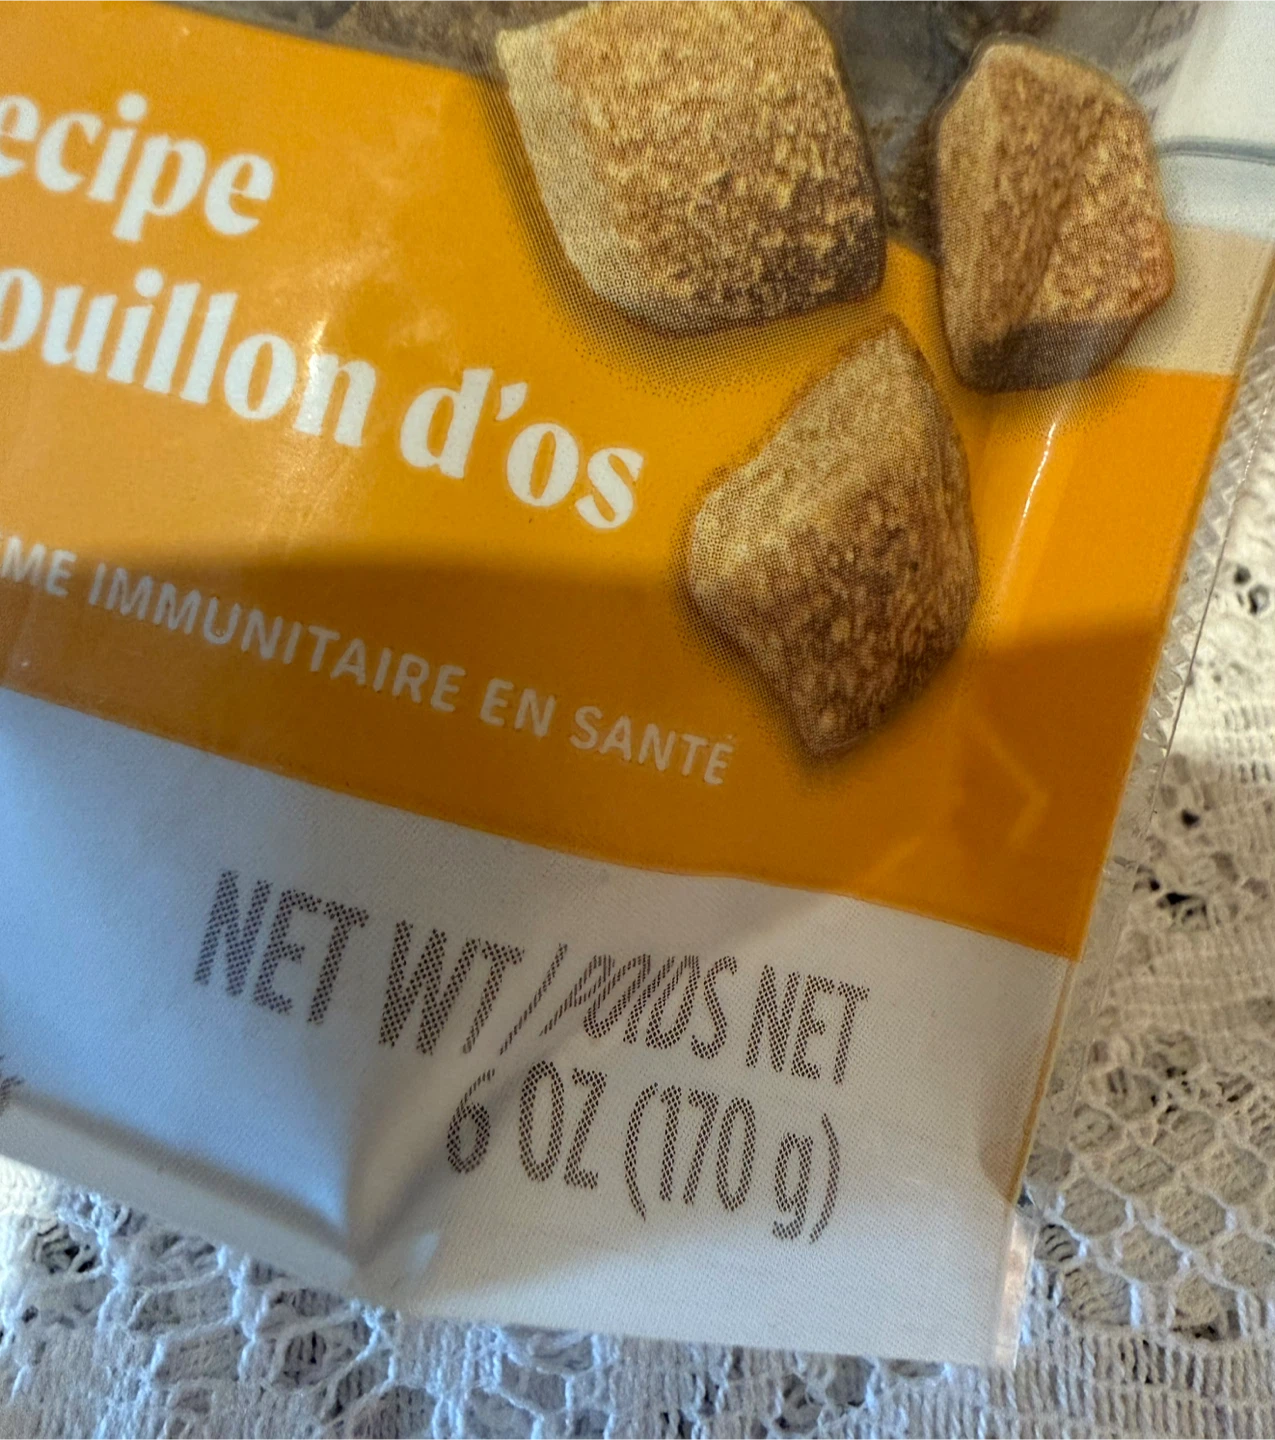 ecipe
ouillon d'os
ME IMMUNITAIRE EN SANTÉ
NET WT/POIDS NET
6 OZ (170 g)